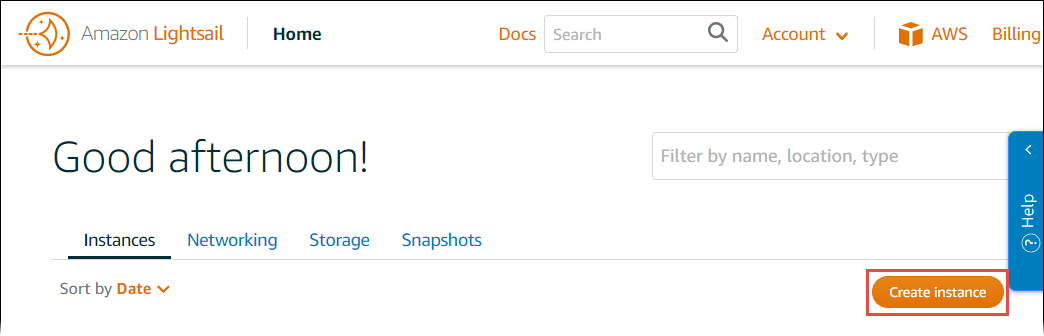 Amazon Lightsail Home Docs Search Account AWS Billing
Good afternoon!
Filter by name, location, type
Help
Instances Networking Storage Snapshots
Sort by Date
Create instance